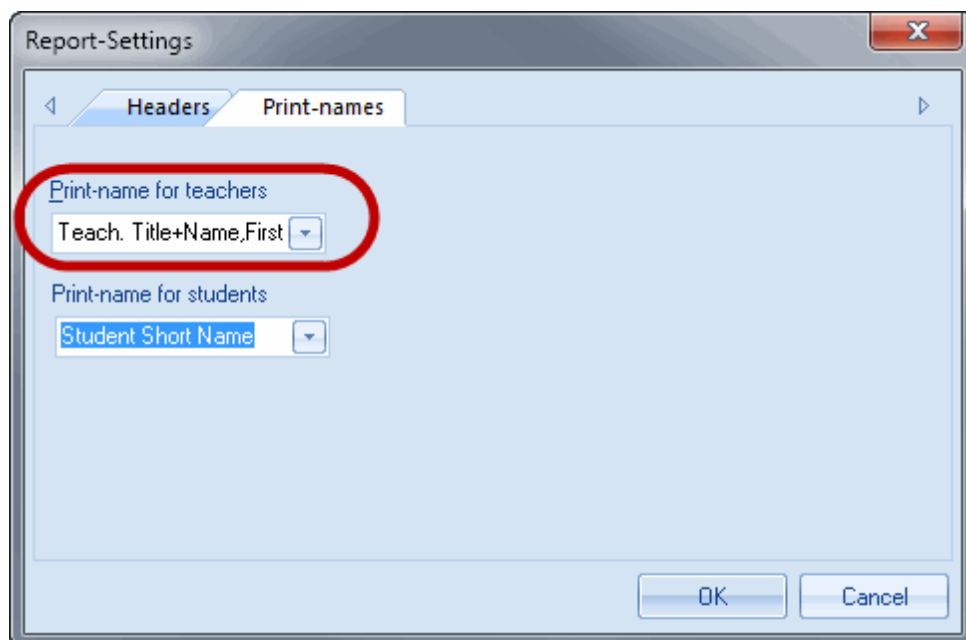 Report-Settings
Headers Print-names
Print-name for teachers
Teach. Title+Name,First
Print-name for students
Student Short Name
OK Cancel